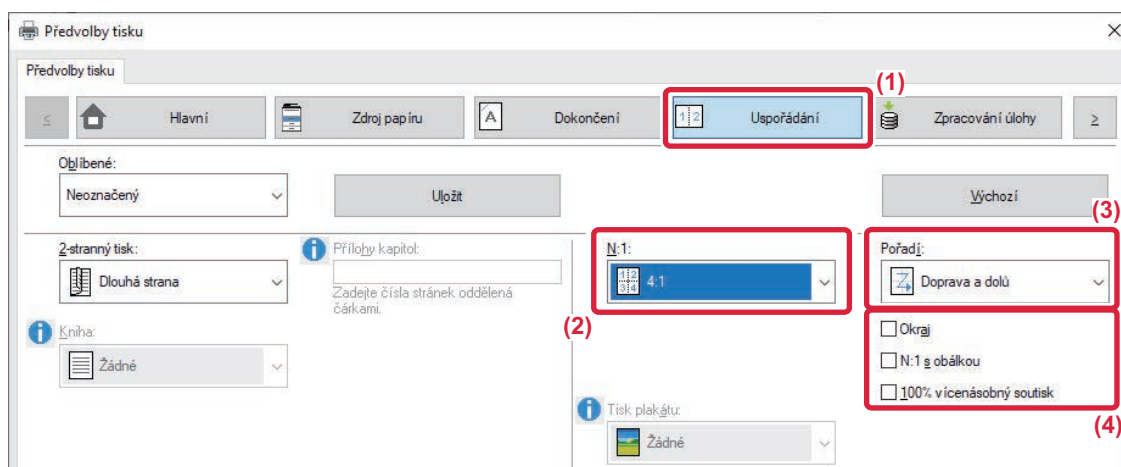 Předvolby tisku
Předvolby tisku
(1)
Hlavní
Zdroj papíru
Dokončení
Uspořádání
Zpracování úlohy
Oblíbené:
Neoznačený
Uložit
Výchozí
(3)
2-stranný tisk:
Přílohy kapitol:
N:1:
Pořadí:
Dlouhá strana
4:1
Doprava a dolů
Zadejte čísla stránek oddělená
čárkami.
(2)
Kniha:
Okraj
Žádné
N:1 s obálkou
100% vícenásobný soutisk
(4)
Tisk plakátu:
Žádné